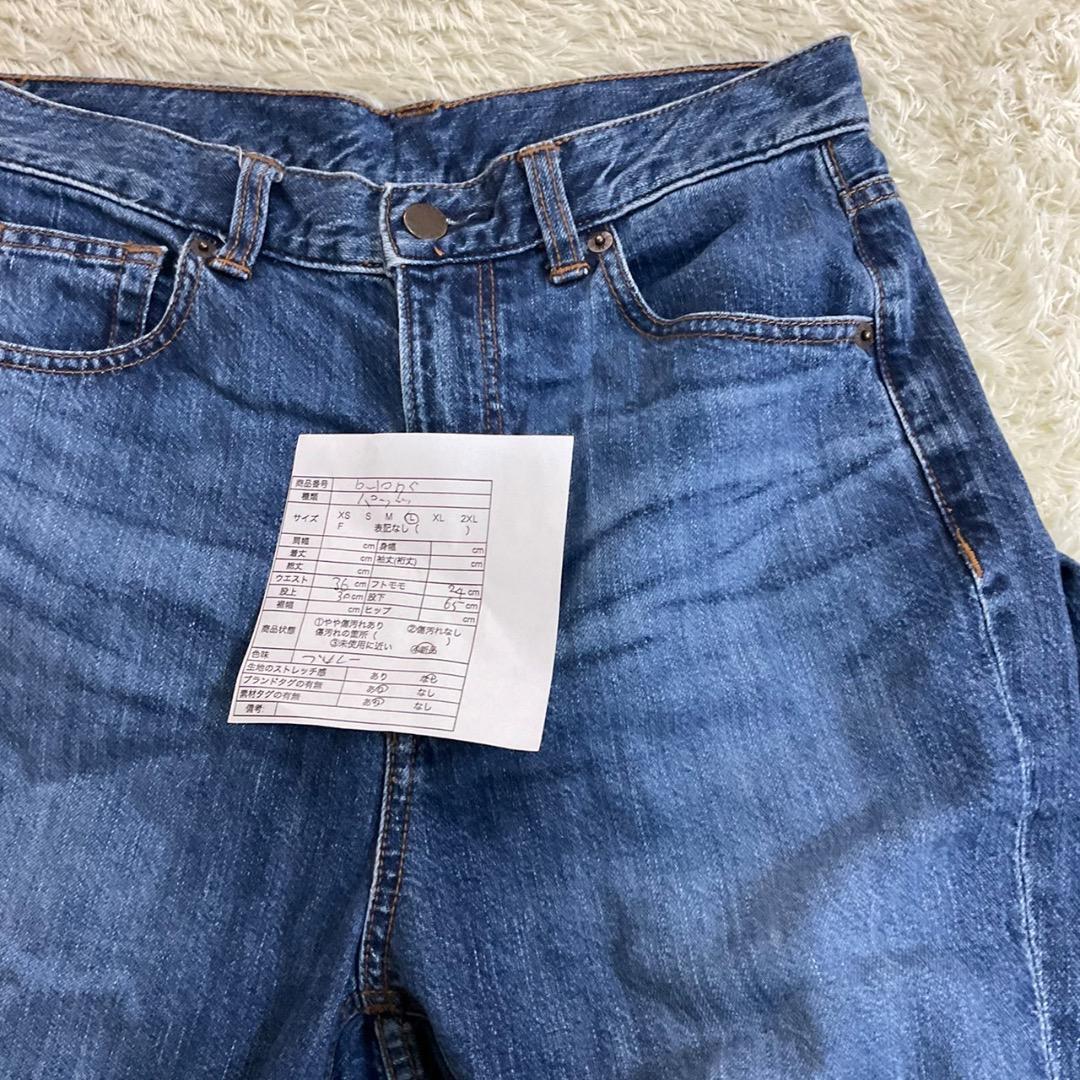 商品番号
種類
サイズ XS S M L XL 2XL
F 表記なし ( )
肩幅 cm 身幅 cm
着丈 cm 袖丈(裄丈) cm
総丈 cm
ウエスト 36 cm フトモモ 24 cm
股上 30 cm 股下 65 cm
裾幅 cm ヒップ cm
商品状態 ①やや傷汚れあり ②傷汚れなし
傷汚れの箇所 ( )
③未使用に近い ④新品
色味 ブルー
生地のストレッチ感 あり なし
ブランドタグの有無 あり なし
素材タグの有無 あり なし
備考